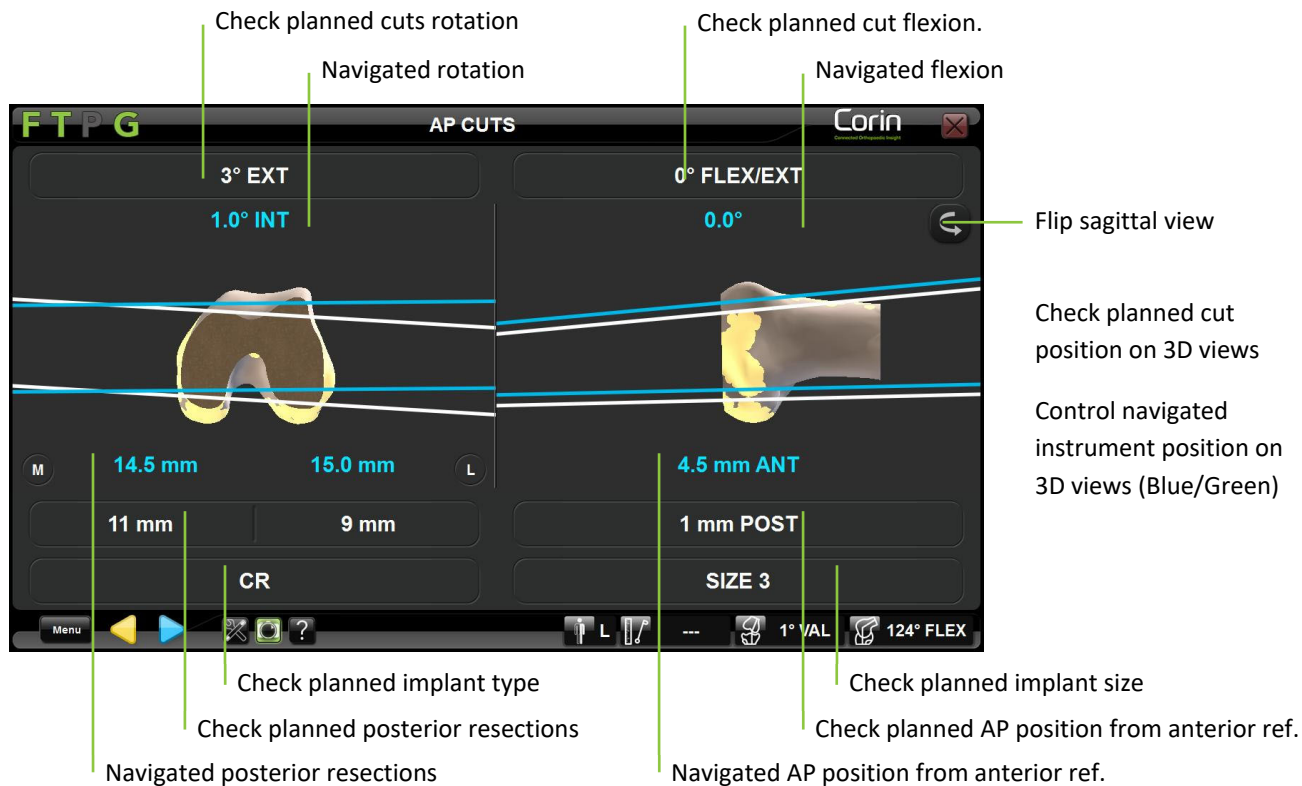 Check planned cuts rotation
Check planned cut flexion.
Navigated rotation
Navigated flexion
F T P G
AP CUTS
Corin
Connected Orthopaedic Insight
3° EXT
0° FLEX/EXT
1.0° INT
0.0°
Flip sagittal view
Check planned cut
position on 3D views
Control navigated
instrument position on
3D views (Blue/Green)
M
14.5 mm
15.0 mm
L
4.5 mm ANT
11 mm
9 mm
1 mm POST
CR
SIZE 3
Menu
?
L
---
1° VAL
124° FLEX
Check planned implant type
Check planned implant size
Check planned posterior resections
Check planned AP position from anterior ref.
Navigated posterior resections
Navigated AP position from anterior ref.